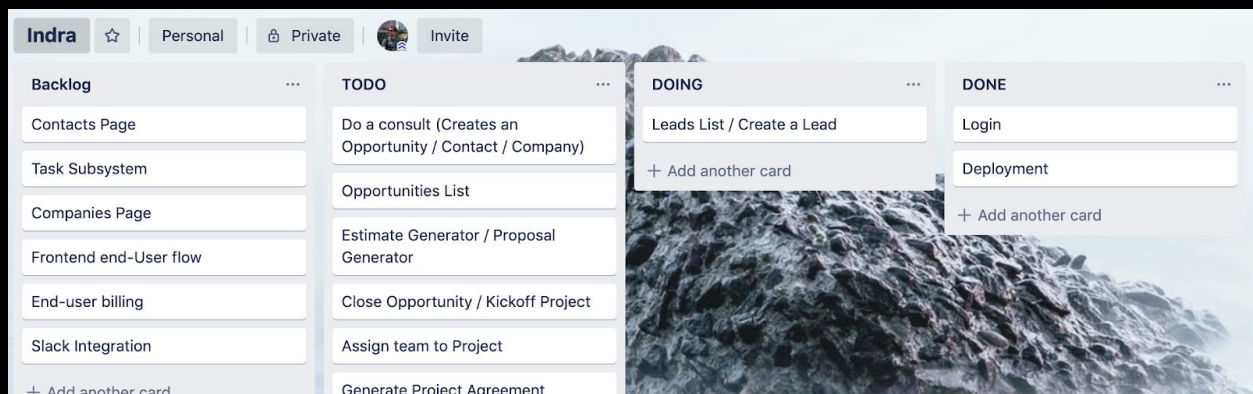 Indra
Personal
Private
Invite
Backlog
Contacts Page
Task Subsystem
Companies Page
Frontend end-User flow
End-user billing
Slack Integration
+ Add another card
TODO
Do a consult (Creates an
Opportunity / Contact / Company)
Opportunities List
Estimate Generator / Proposal
Generator
Close Opportunity / Kickoff Project
Assign team to Project
Generate Project Agreement
DOING
Leads List / Create a Lead
+ Add another card
DONE
Login
Deployment
+ Add another card